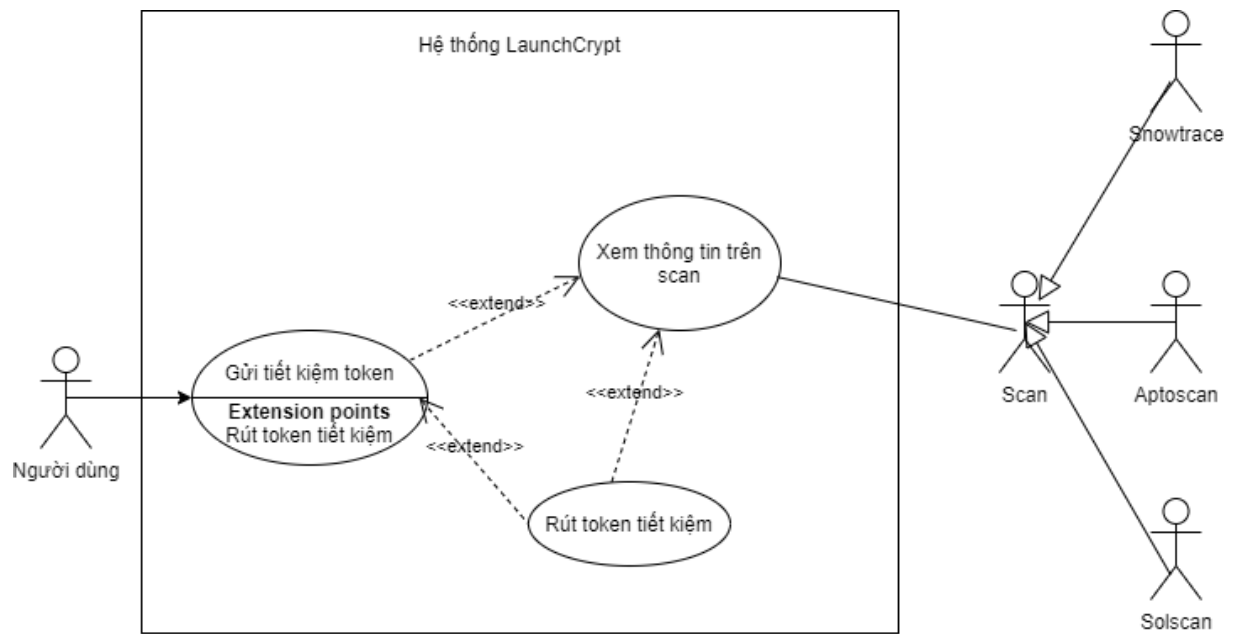 Hệ thống LaunchCrypt
Snowtrace
Xem thông tin trên
scan
<<extend>>
Gửi tiết kiệm token
Extension points
Rút token tiết kiệm
<<extend>>
<<extend>>
Scan
Aptoscan
Người dùng
Rút token tiết kiệm
Solscan